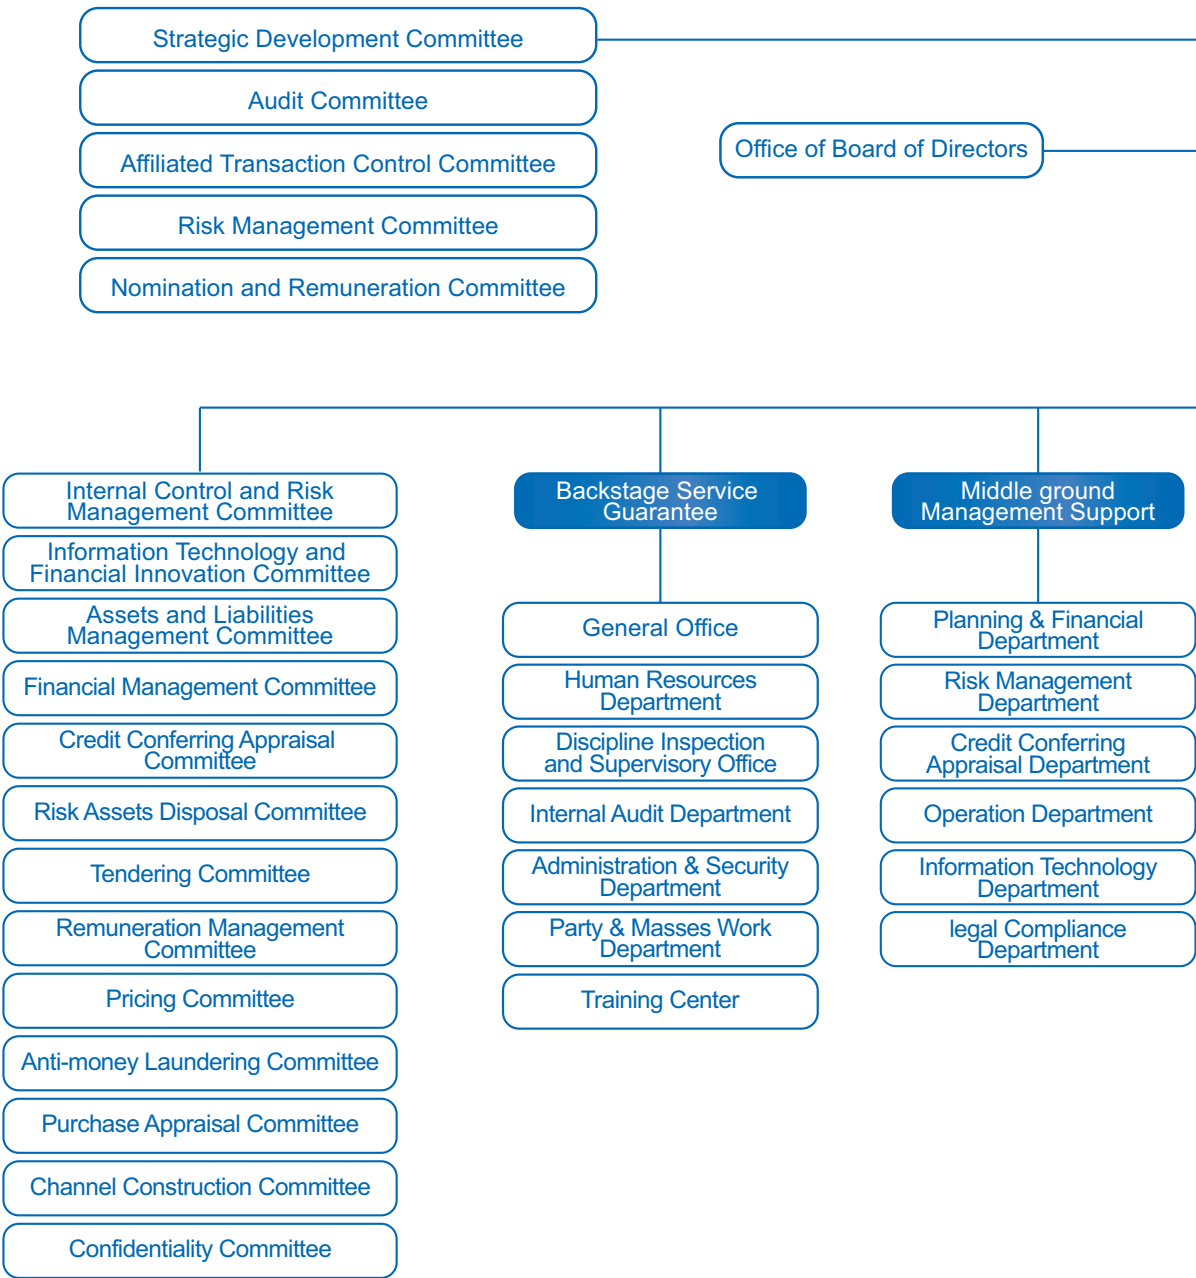 Strategic Development Committee
Audit Committee
Affiliated Transaction Control Committee
Risk Management Committee
Nomination and Remuneration Committee
Office of Board of Directors
Internal Control and Risk
Management Committee
Information Technology and
Financial Innovation Committee
Assets and Liabilities
Management Committee
Financial Management Committee
Credit Conferring Appraisal
Committee
Risk Assets Disposal Committee
Tendering Committee
Remuneration Management
Committee
Pricing Committee
Anti-money Laundering Committee
Purchase Appraisal Committee
Channel Construction Committee
Confidentiality Committee
Backstage Service
Guarantee
General Office
Human Resources
Department
Discipline Inspection
and Supervisory Office
Internal Audit Department
Administration & Security
Department
Party & Masses Work
Department
Training Center
Middle ground
Management Support
Planning & Financial
Department
Risk Management
Department
Credit Conferring
Appraisal Department
Operation Department
Information Technology
Department
legal Compliance
Department